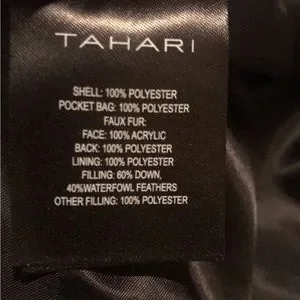 TAHARI
SHELL: 100% POLYESTER
POCKET BAG: 100% POLYESTER
FAUX FUR:
FACE: 100% ACRYLIC
BACK: 100% POLYESTER
LINING: 100% POLYESTER
FILLING: 60% DOWN,
40%WATERFOWL FEATHERS
OTHER FILLING: 100% POLYESTER